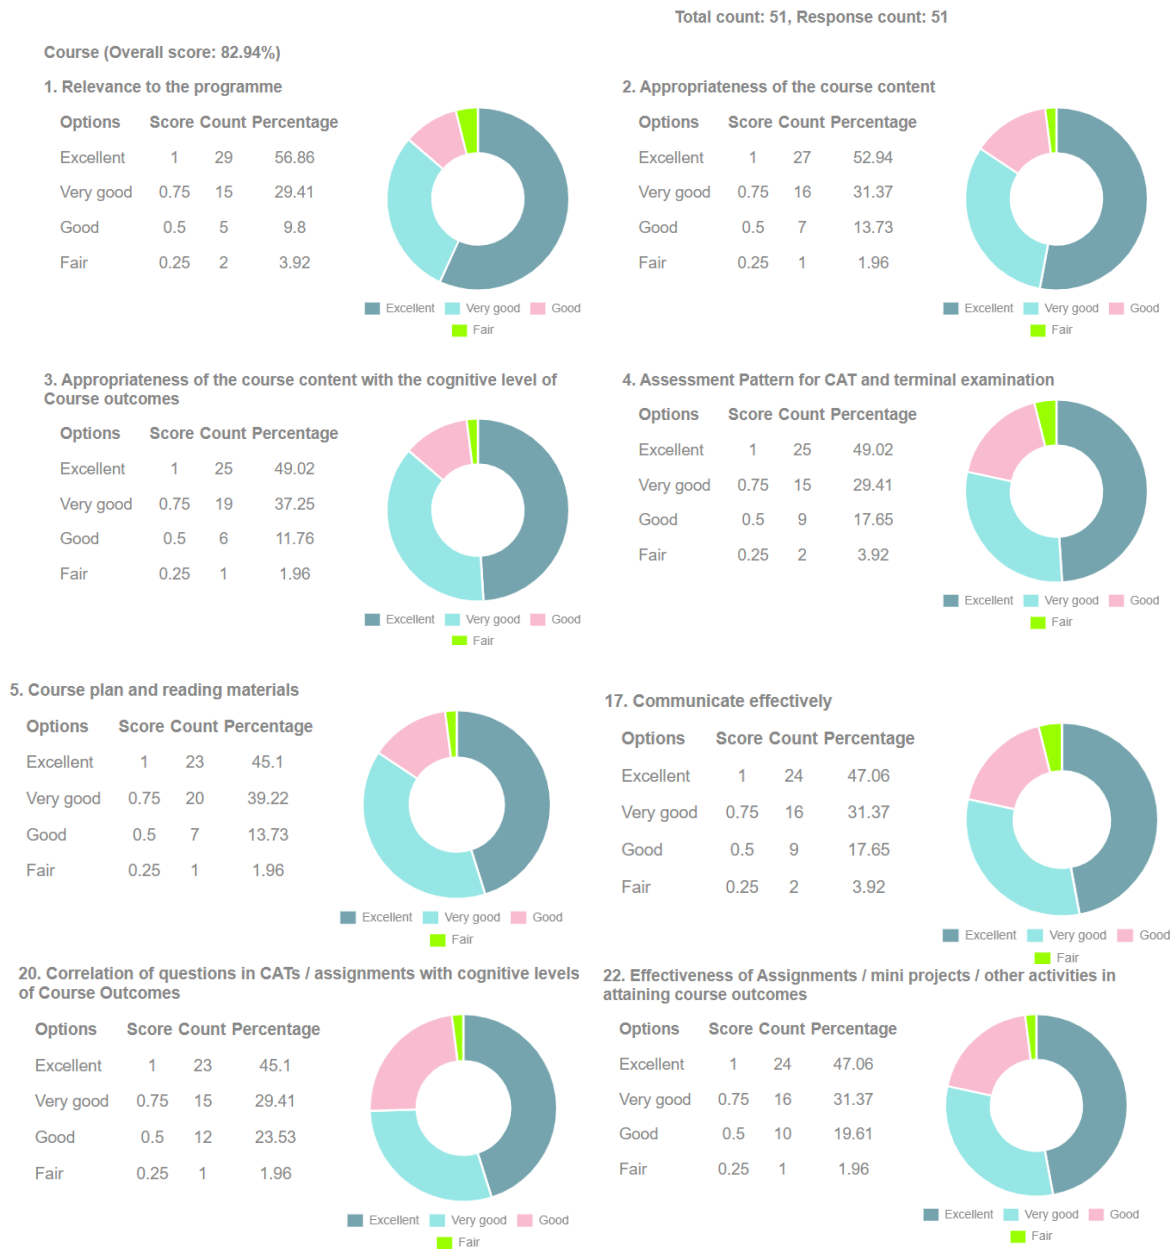 Total count: 51, Response count: 51
Course (Overall score: 82.94%)
1. Relevance to the programme
Options Score Count Percentage
Excellent 1 29 56.86
Very good 0.75 15 29.41
Good 0.5 5 9.8
Fair 0.25 2 3.92
Excellent Very good Good
Fair
2. Appropriateness of the course content
Options Score Count Percentage
Excellent 1 27 52.94
Very good 0.75 16 31.37
Good 0.5 7 13.73
Fair 0.25 1 1.96
Excellent Very good Good
Fair
3. Appropriateness of the course content with the cognitive level of
Course outcomes
Options Score Count Percentage
Excellent 1 25 49.02
Very good 0.75 19 37.25
Good 0.5 6 11.76
Fair 0.25 1 1.96
Excellent Very good Good
Fair
4. Assessment Pattern for CAT and terminal examination
Options Score Count Percentage
Excellent 1 25 49.02
Very good 0.75 15 29.41
Good 0.5 9 17.65
Fair 0.25 2 3.92
Excellent Very good Good
Fair
5. Course plan and reading materials
Options Score Count Percentage
Excellent 1 23 45.1
Very good 0.75 20 39.22
Good 0.5 7 13.73
Fair 0.25 1 1.96
Excellent Very good Good
Fair
17. Communicate effectively
Options Score Count Percentage
Excellent 1 24 47.06
Very good 0.75 16 31.37
Good 0.5 9 17.65
Fair 0.25 2 3.92
Excellent Very good Good
Fair
20. Correlation of questions in CATs / assignments with cognitive levels
of Course Outcomes
Options Score Count Percentage
Excellent 1 23 45.1
Very good 0.75 15 29.41
Good 0.5 12 23.53
Fair 0.25 1 1.96
Excellent Very good Good
Fair
22. Effectiveness of Assignments / mini projects / other activities in
attaining course outcomes
Options Score Count Percentage
Excellent 1 24 47.06
Very good 0.75 16 31.37
Good 0.5 10 19.61
Fair 0.25 1 1.96
Excellent Very good Good
Fair